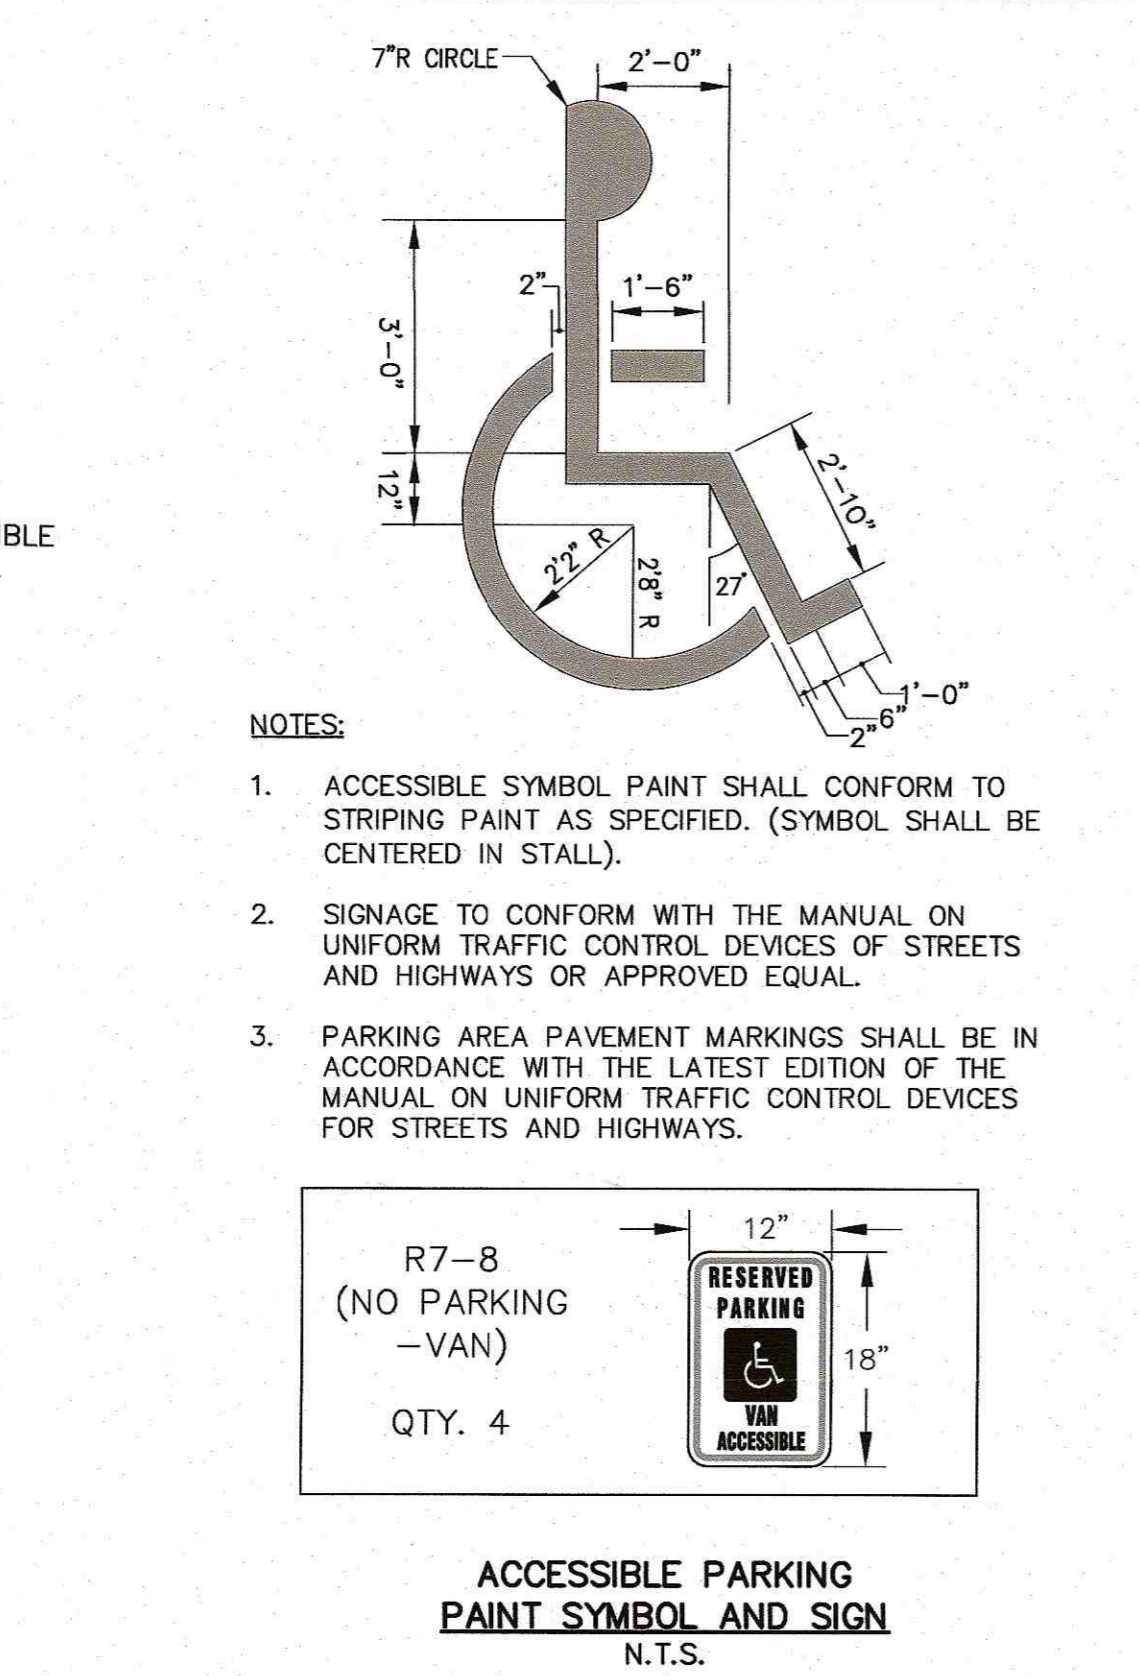 7"R CIRCLE
2'-0"
2"
1'-6"
3'-0"
12"
2'-10"
IBLE
2'2" R
2'8" R
27°
1'-0"
6"
2"
NOTES:
1. ACCESSIBLE SYMBOL PAINT SHALL CONFORM TO
STRIPING PAINT AS SPECIFIED. (SYMBOL SHALL BE
CENTERED IN STALL).
2. SIGNAGE TO CONFORM WITH THE MANUAL ON
UNIFORM TRAFFIC CONTROL DEVICES OF STREETS
AND HIGHWAYS OR APPROVED EQUAL.
3. PARKING AREA PAVEMENT MARKINGS SHALL BE IN
ACCORDANCE WITH THE LATEST EDITION OF THE
MANUAL ON UNIFORM TRAFFIC CONTROL DEVICES
FOR STREETS AND HIGHWAYS.
R7-8
(NO PARKING
-VAN)
QTY. 4
12"
18"
RESERVED
PARKING
VAN
ACCESSIBLE
ACCESSIBLE PARKING
PAINT SYMBOL AND SIGN
N.T.S.